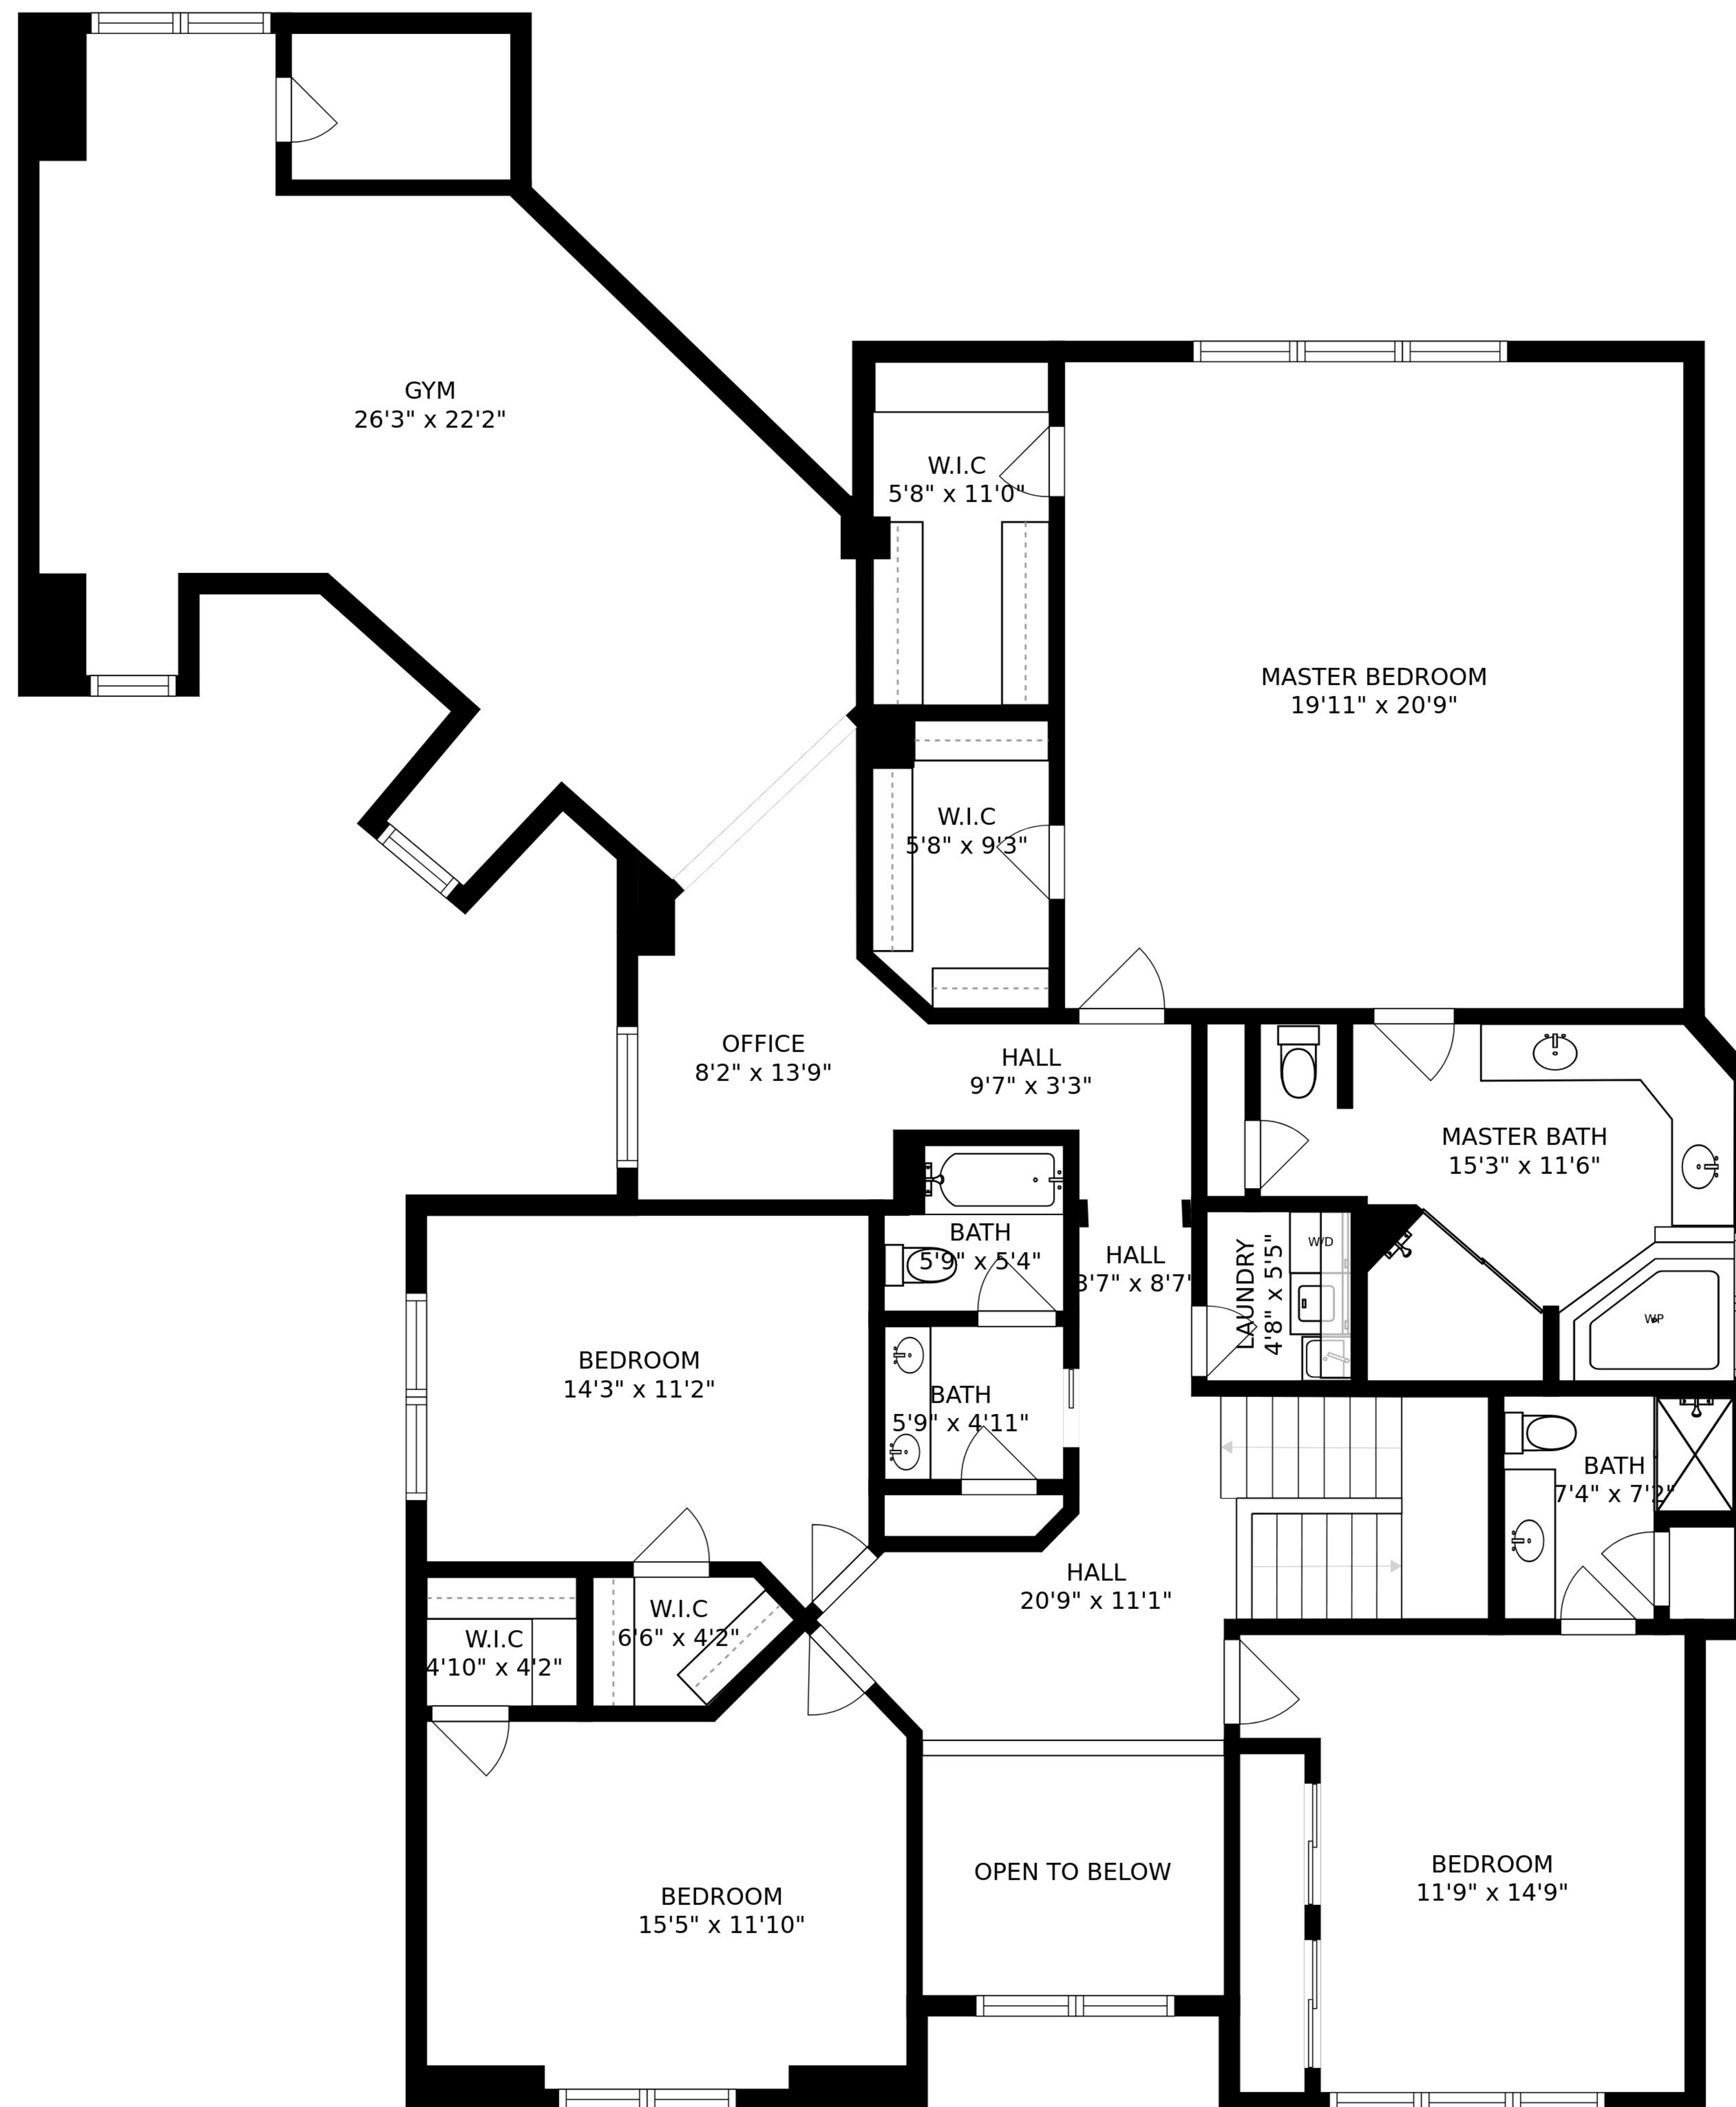 GYM
26'3" x 22'2"
W.I.C
5'8" x 11'0"
MASTER BEDROOM
19'11" x 20'9"
W.I.C
5'8" x 9'3"
OFFICE
8'2" x 13'9"
HALL
9'7" x 3'3"
MASTER BATH
15'3" x 11'6"
BATH
5'9" x 5'4"
HALL
3'7" x 8'7"
LAUNDRY
4'8" x 5'5"
W/D
WP
BEDROOM
14'3" x 11'2"
BATH
5'9" x 4'11"
BATH
7'4" x 7'2"
HALL
20'9" x 11'1"
W.I.C
6'6" x 4'2"
W.I.C
4'10" x 4'2"
OPEN TO BELOW
BEDROOM
11'9" x 14'9"
BEDROOM
15'5" x 11'10"